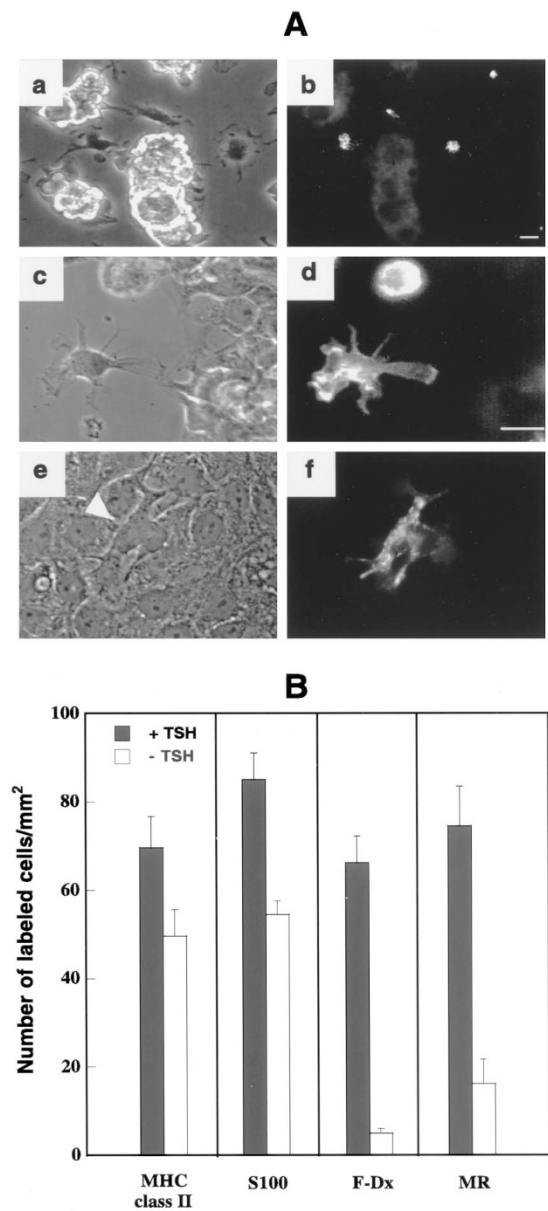 A
a
b
c
d
e
f
B
100
80
60
40
20
0
Number of labeled cells/mm2
+ TSH
- TSH
MHC
class II
S100
F-Dx
MR